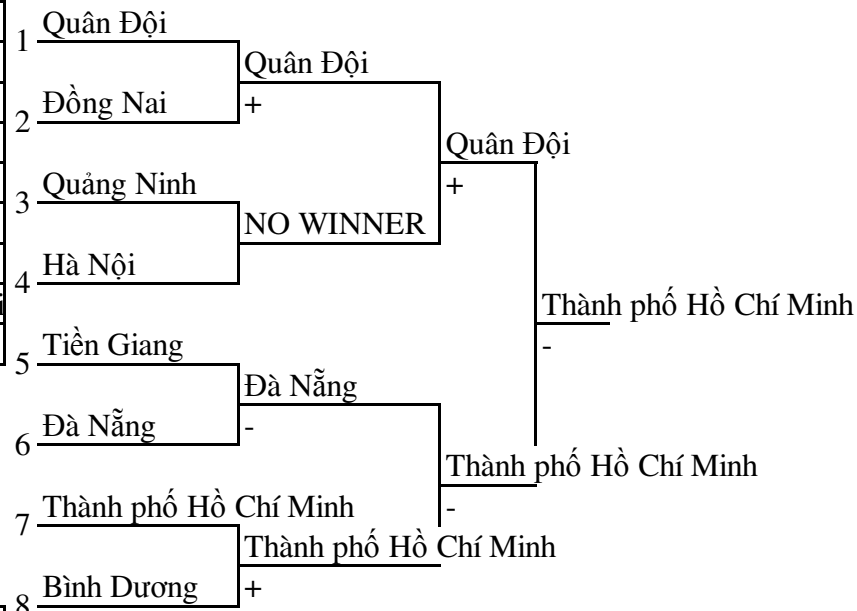 1 Quân Đội
Quân Đội
2 Đồng Nai
+
Quân Đội
3 Quảng Ninh
+
NO WINNER
4 Hà Nội
Thành phố Hồ Chí Minh
5 Tiền Giang
-
Đà Nẵng
6 Đà Nẵng
-
Thành phố Hồ Chí Minh
7 Thành phố Hồ Chí Minh
-
Thành phố Hồ Chí Minh
8 Bình Dương
+